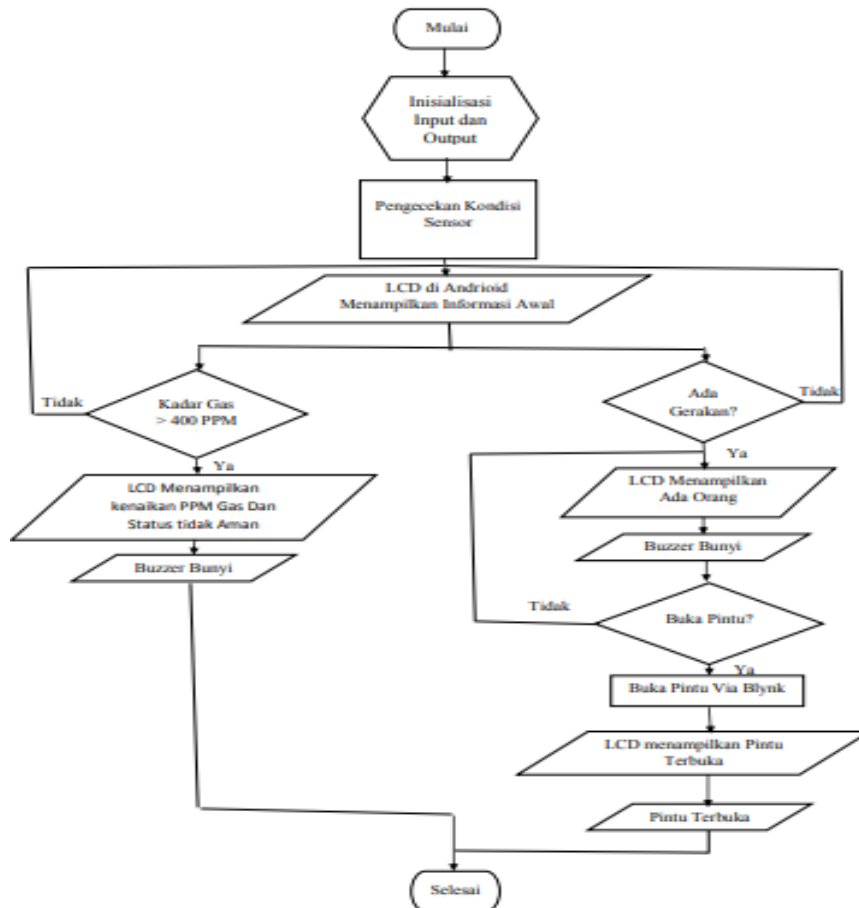 Mulai
Inisialisasi
Input dan
Output
Pengecekan Kondisi
Sensor
LCD di Andrioid
Menampilkan Informasi Awal
Tidak
Kadar Gas
> 400 PPM
Ya
LCD Menampilkan
kenaikan PPM Gas Dan
Status tidak Aman
Buzzer Bunyi
Ada
Gerakan?
Tidak
Ya
LCD Menampilkan
Ada Orang
Buzzer Bunyi
Tidak
Buka Pintu?
Ya
Buka Pintu Via Blynk
LCD menampilkan Pintu
Terbuka
Pintu Terbuka
Selesai